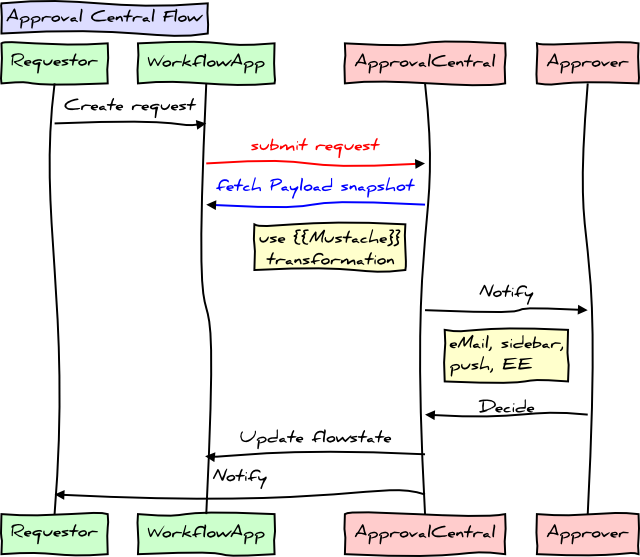 Approval Central Flow
Requestor
WorkflowApp
ApprovalCentral
Approver
Create request
submit request
fetch Payload snapshot
use {{Mustache}}
transformation
Notify
eMail, sidebar,
push, EE
Decide
Update flowstate
Notify
Requestor
WorkflowApp
ApprovalCentral
Approver